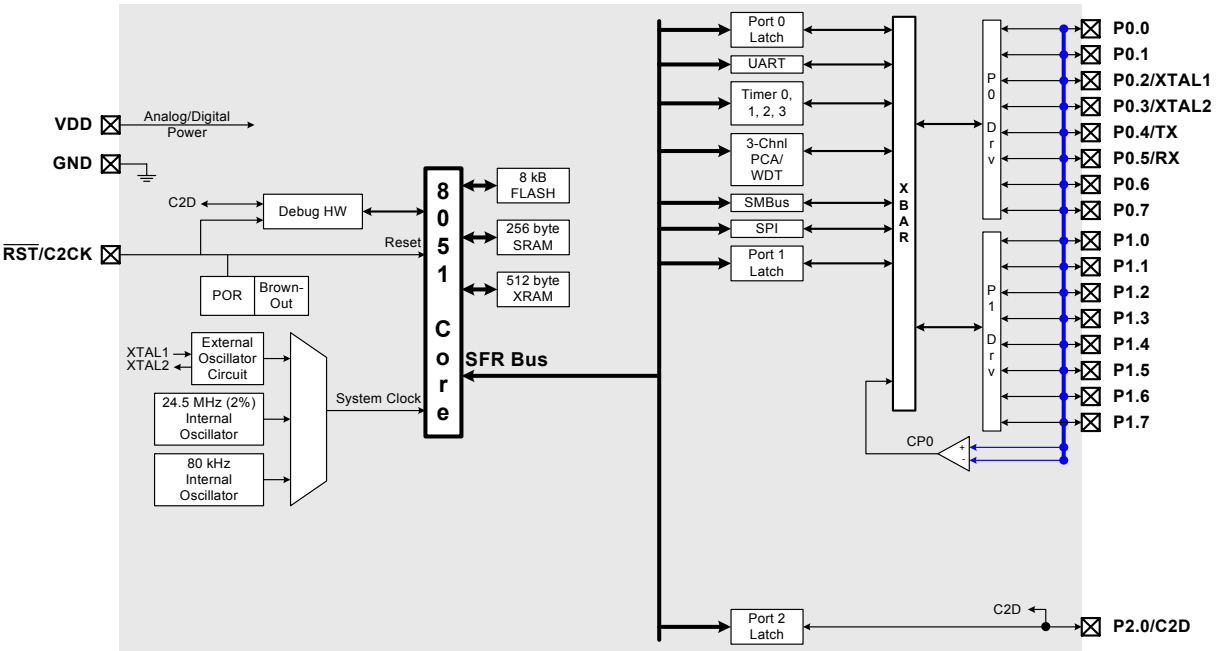 VDD
Analog/Digital
Power
GND
C2D
Debug HW
RST/C2CK
Reset
POR
Brown-
Out
XTAL1
XTAL2
External
Oscillator
Circuit
24.5 MHz (2%)
Internal
Oscillator
80 kHz
Internal
Oscillator
System Clock
8
0
5
1
C
o
r
e
8 kB
FLASH
256 byte
SRAM
512 byte
XRAM
SFR Bus
Port 0
Latch
UART
Timer 0,
1, 2, 3
3-Chnl
PCA/
WDT
SMBus
SPI
Port 1
Latch
X
B
A
R
P
0
D
r
v
P
1
D
r
v
CP0
+
-
P0.0
P0.1
P0.2/XTAL1
P0.3/XTAL2
P0.4/TX
P0.5/RX
P0.6
P0.7
P1.0
P1.1
P1.2
P1.3
P1.4
P1.5
P1.6
P1.7
Port 2
Latch
C2D
P2.0/C2D